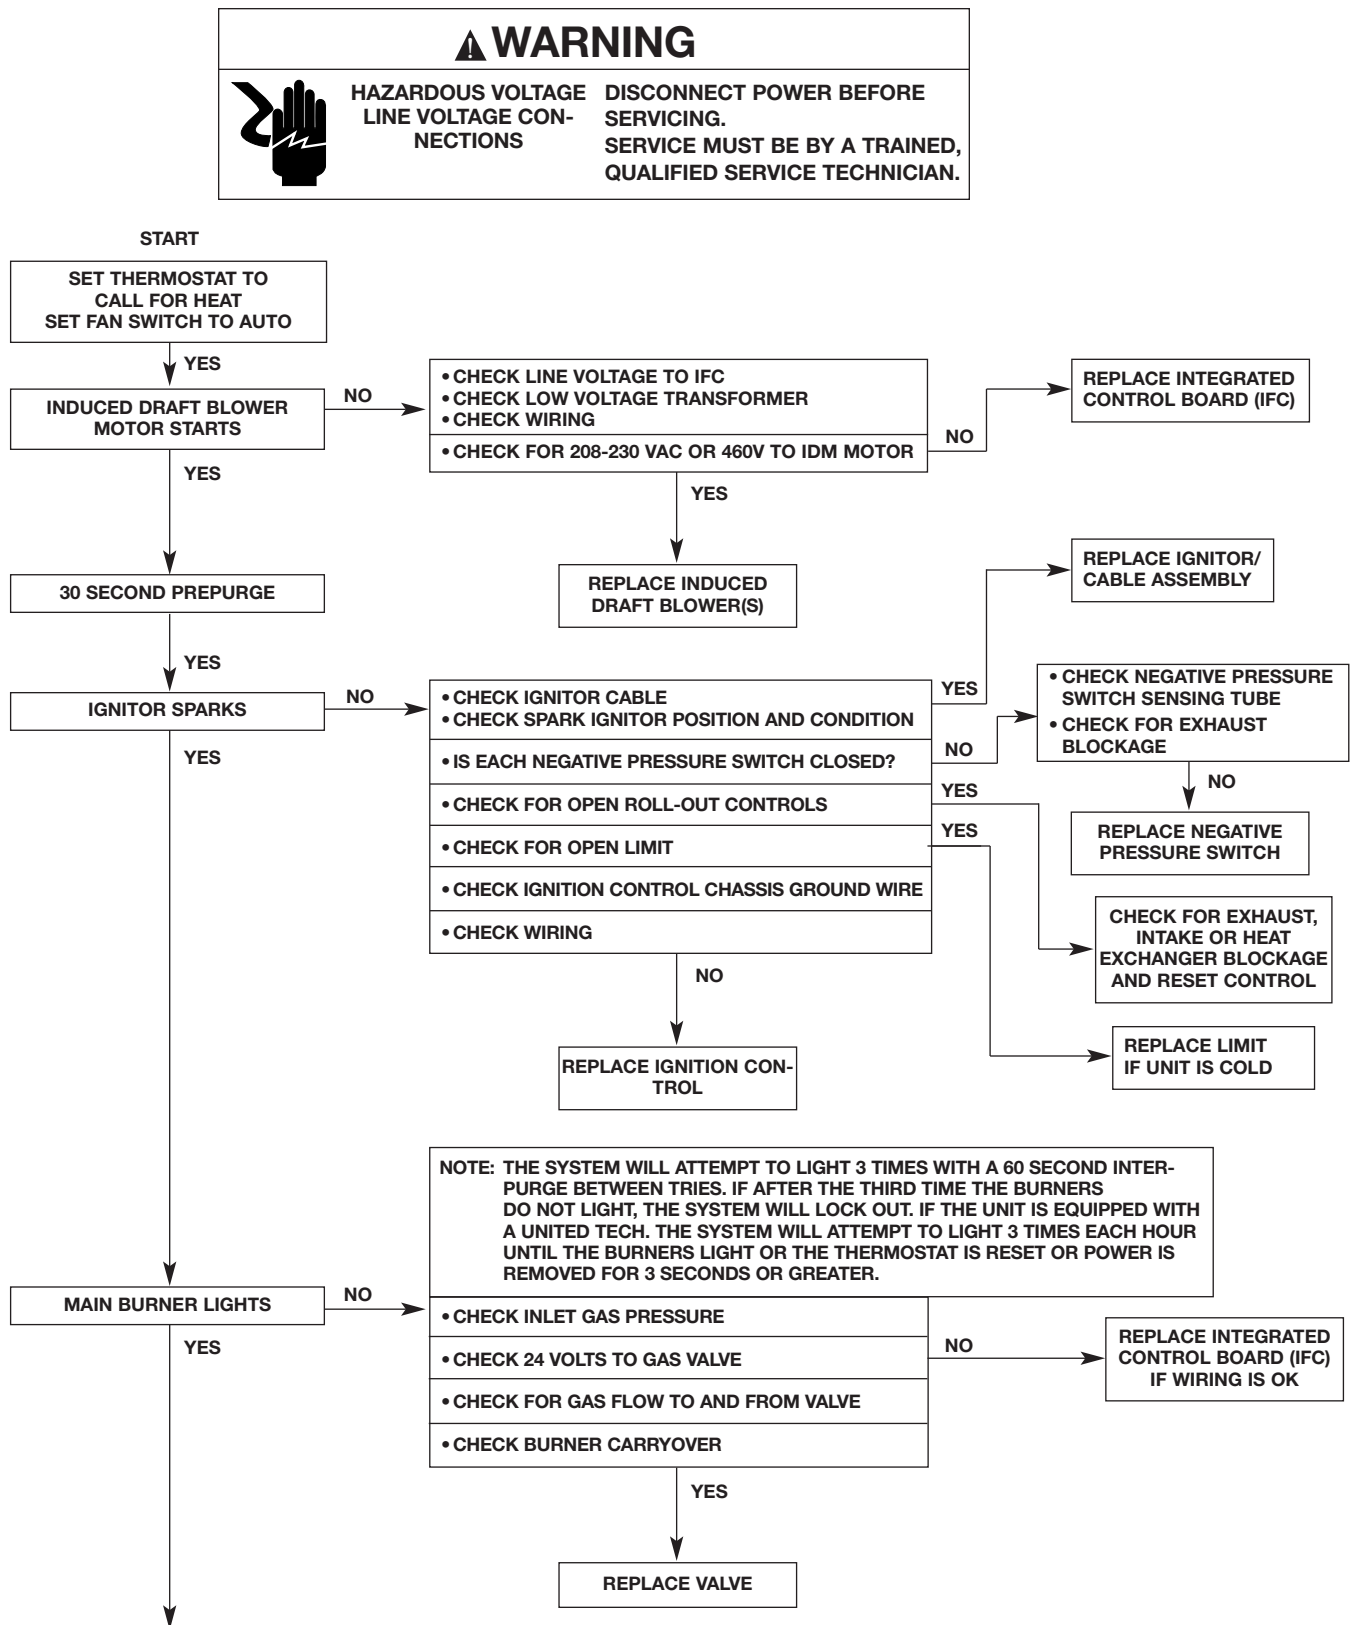 WARNING
HAZARDOUS VOLTAGE
LINE VOLTAGE CON-
NECTIONS
DISCONNECT POWER BEFORE
SERVICING.
SERVICE MUST BE BY A TRAINED,
QUALIFIED SERVICE TECHNICIAN.
START
SET THERMOSTAT TO
CALL FOR HEAT
SET FAN SWITCH TO AUTO
YES
INDUCED DRAFT BLOWER
MOTOR STARTS
NO
• CHECK LINE VOLTAGE TO IFC
• CHECK LOW VOLTAGE TRANSFORMER
• CHECK WIRING
• CHECK FOR 208-230 VAC OR 460V TO IDM MOTOR
NO
REPLACE INTEGRATED
CONTROL BOARD (IFC)
YES
YES
REPLACE INDUCED
DRAFT BLOWER(S)
30 SECOND PREPURGE
YES
IGNITOR SPARKS
NO
• CHECK IGNITOR CABLE
• CHECK SPARK IGNITOR POSITION AND CONDITION
YES
REPLACE IGNITOR/
CABLE ASSEMBLY
• IS EACH NEGATIVE PRESSURE SWITCH CLOSED?
NO
• CHECK NEGATIVE PRESSURE
SWITCH SENSING TUBE
• CHECK FOR EXHAUST
BLOCKAGE
NO
REPLACE NEGATIVE
PRESSURE SWITCH
• CHECK FOR OPEN ROLL-OUT CONTROLS
YES
CHECK FOR EXHAUST,
INTAKE OR HEAT
EXCHANGER BLOCKAGE
AND RESET CONTROL
• CHECK FOR OPEN LIMIT
YES
REPLACE LIMIT
IF UNIT IS COLD
• CHECK IGNITION CONTROL CHASSIS GROUND WIRE
• CHECK WIRING
NO
REPLACE IGNITION CON-
TROL
YES
NOTE: THE SYSTEM WILL ATTEMPT TO LIGHT 3 TIMES WITH A 60 SECOND INTER-
PURGE BETWEEN TRIES. IF AFTER THE THIRD TIME THE BURNERS
DO NOT LIGHT, THE SYSTEM WILL LOCK OUT. IF THE UNIT IS EQUIPPED WITH
A UNITED TECH. THE SYSTEM WILL ATTEMPT TO LIGHT 3 TIMES EACH HOUR
UNTIL THE BURNERS LIGHT OR THE THERMOSTAT IS RESET OR POWER IS
REMOVED FOR 3 SECONDS OR GREATER.
MAIN BURNER LIGHTS
NO
• CHECK INLET GAS PRESSURE
• CHECK 24 VOLTS TO GAS VALVE
NO
REPLACE INTEGRATED
CONTROL BOARD (IFC)
IF WIRING IS OK
• CHECK FOR GAS FLOW TO AND FROM VALVE
• CHECK BURNER CARRYOVER
YES
YES
REPLACE VALVE